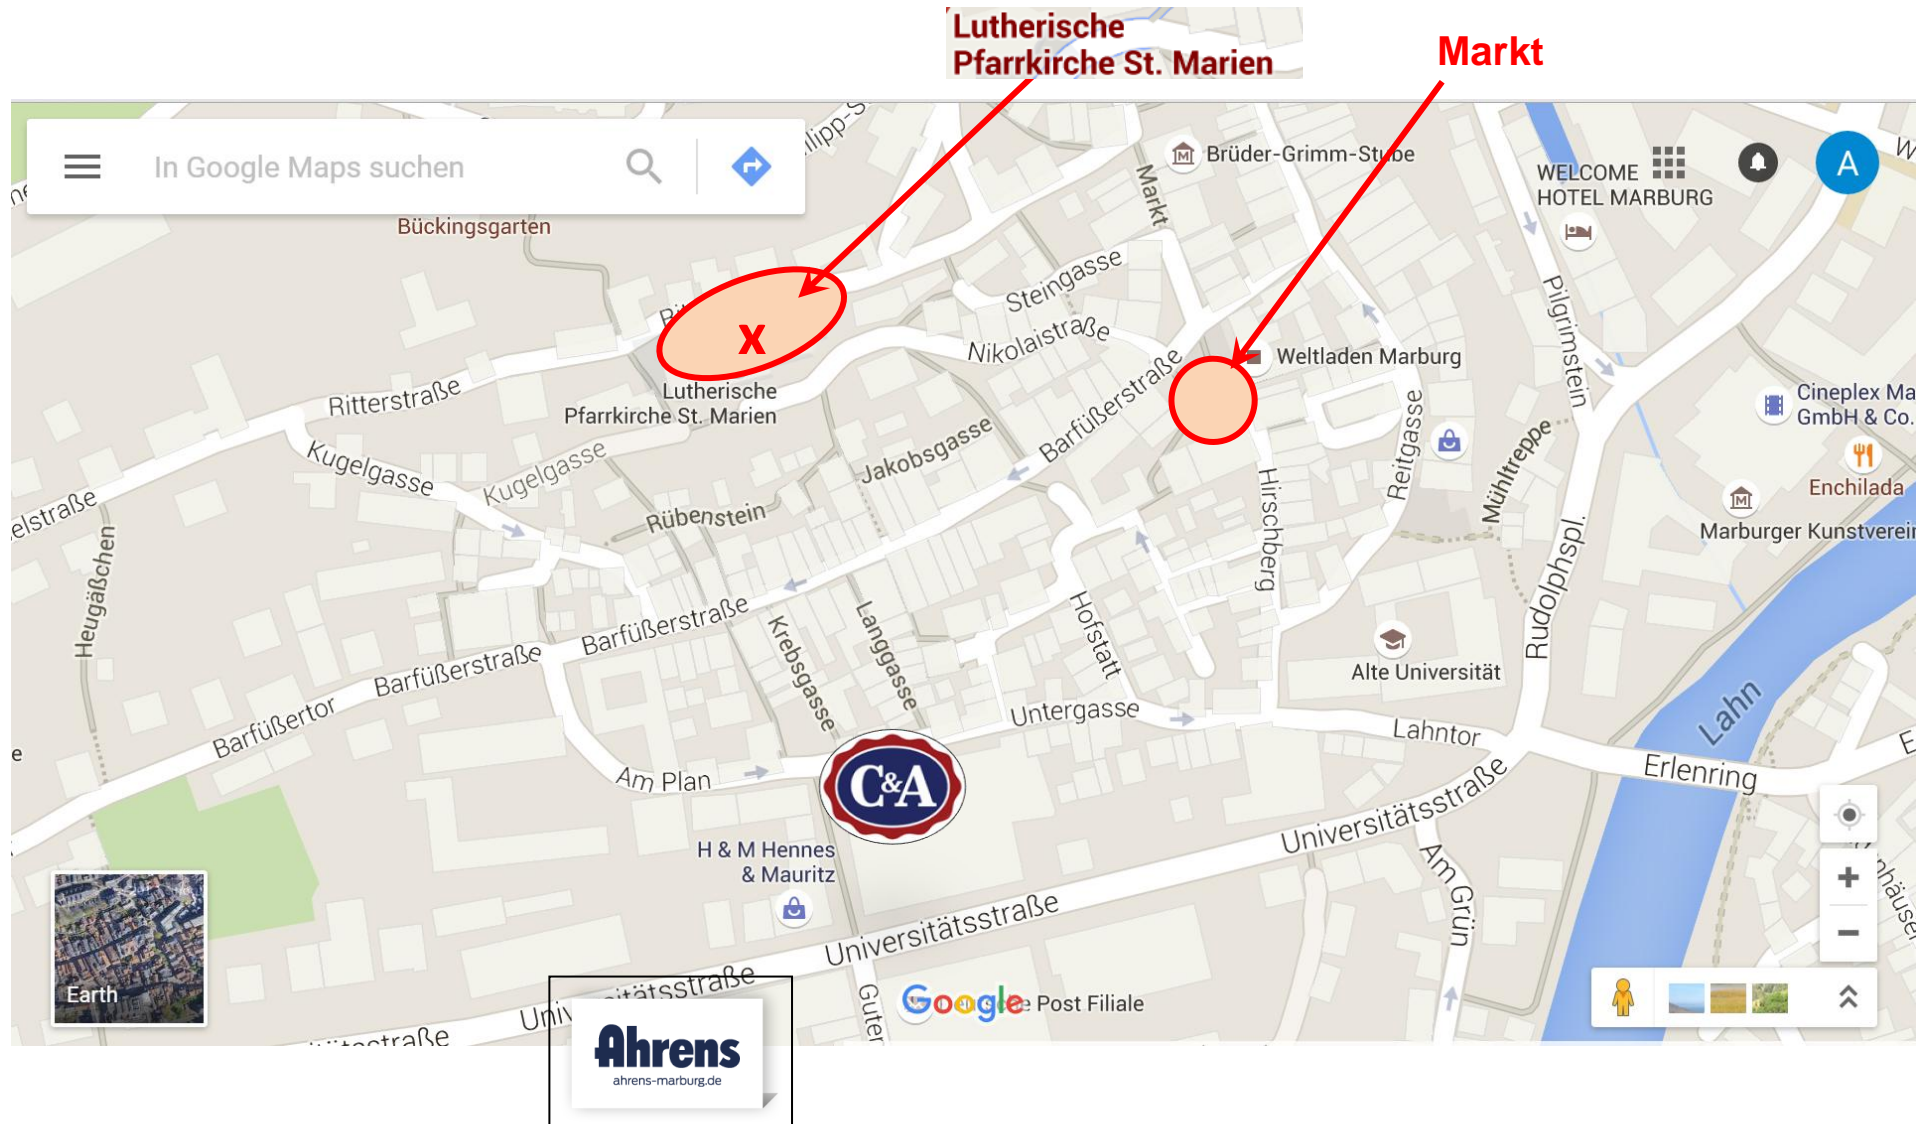 Lutherische
Pfarrkirche St. Marien
Markt
In Google Maps suchen
Brüder-Grimm-Stube
WELCOME
HOTEL MARBURG
A
Bückingsgarten
Markt
Steingasse
Pilgrimstein
Nikolaistraße
Weltladen Marburg
x
Lutherische
Pfarrkirche St. Marien
Ritterstraße
Barfüßerstraße
Reitgasse
Cineplex Ma
GmbH & Co.
Kugelgasse
Kugelgasse
Jakobsgasse
Mühltreppe
Enchilada
Rübenstein
Hirschberg
Marburger Kunstverein
elstraße
Heugäßchen
Rudolphspl.
Barfüßerstraße
Krebsgasse
Langgasse
Hofstatt
Alte Universität
Barfüßerstraße
Barfüßertor
Untergasse
Lahntor
Lahn
Erlenring
Am Plan
C&A
Universitätsstraße
Am Grün
H & M Hennes
& Mauritz
Universitätsstraße
Earth
Guter
Google
Post Filiale
Ahrens
ahrens-marburg.de